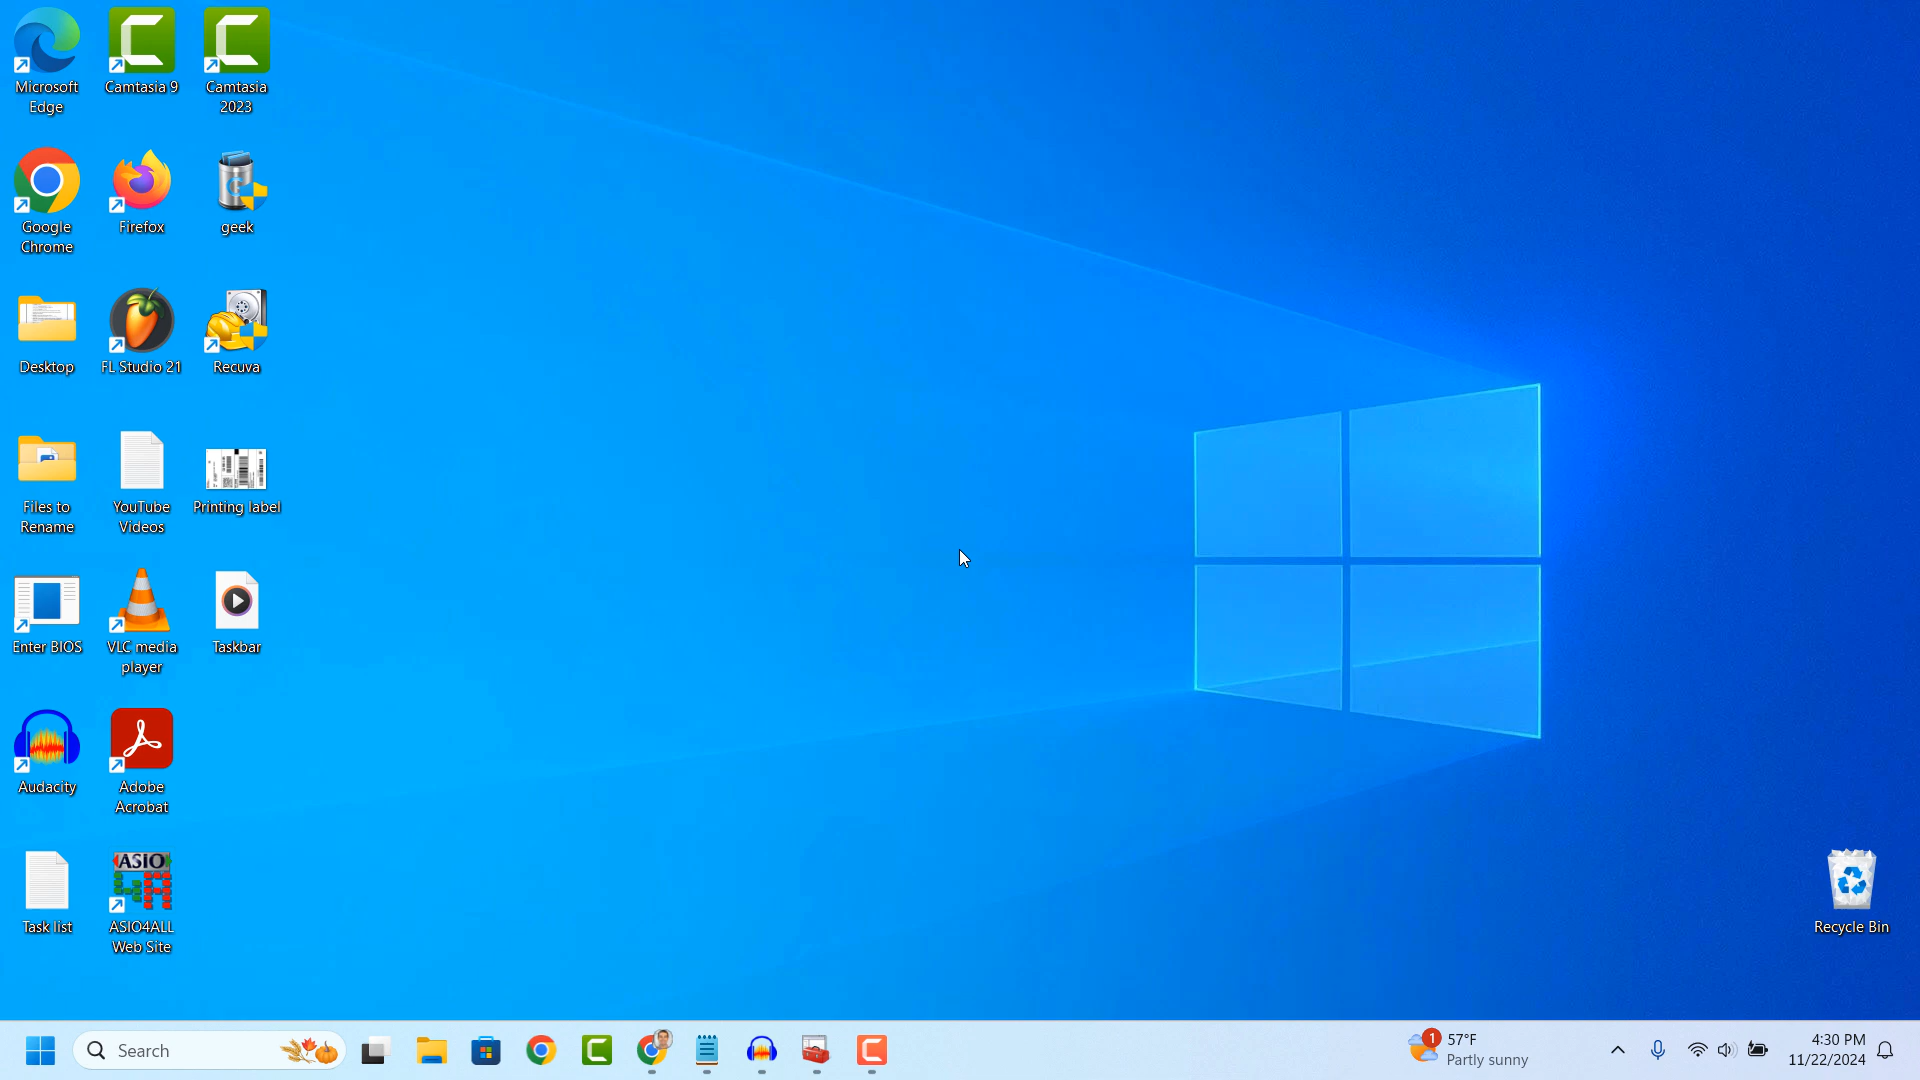 Microsoft
Edge
Camtasia 9
Camtasia
2023
Google
Chrome
Firefox
geek
Desktop
FL Studio 21
Recuva
Files to
Rename
YouTube
Videos
Printing label
Enter BIOS
VLC media
player
Taskbar
Audacity
Adobe
Acrobat
Task list
ASIO
ASIO4ALL
Web Site
Recycle Bin
Search
1
57°F
Partly sunny
4:30 PM
11/22/2024